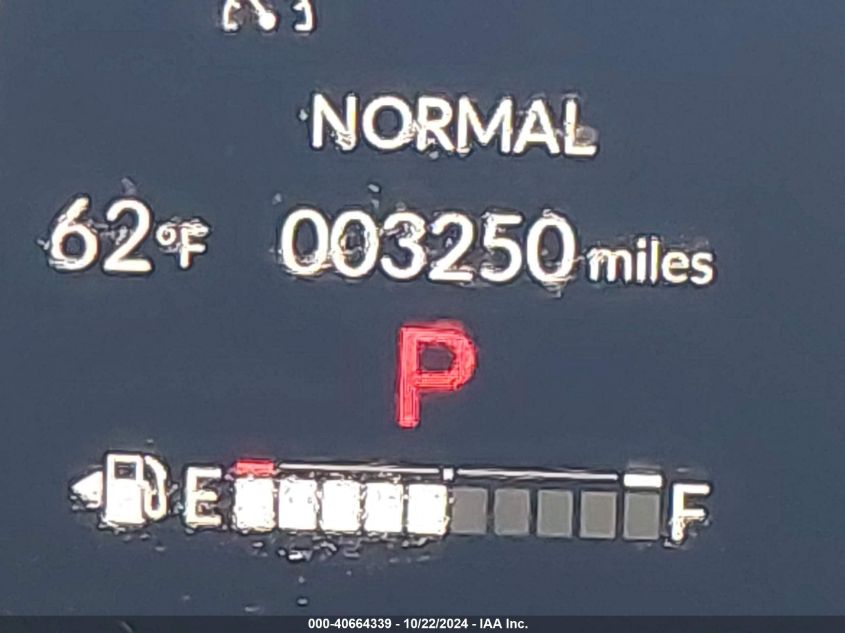 NORMAL
62°F 003250 miles
P
E F
000-40664339 - 10/22/2024 - IAA Inc.